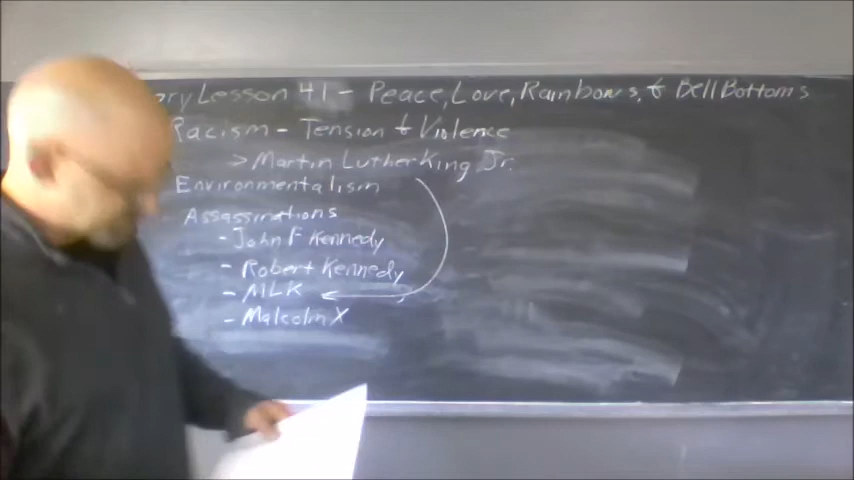 ory Lesson 41 - Peace, Love, Rainbows, & Bell Bottoms
Racism - Tension & Violence
> Martin Luther King Jr.
Environmentalism
Assassinations
- John F Kennedy
- Robert Kennedy
- MLK
- Malcolm X